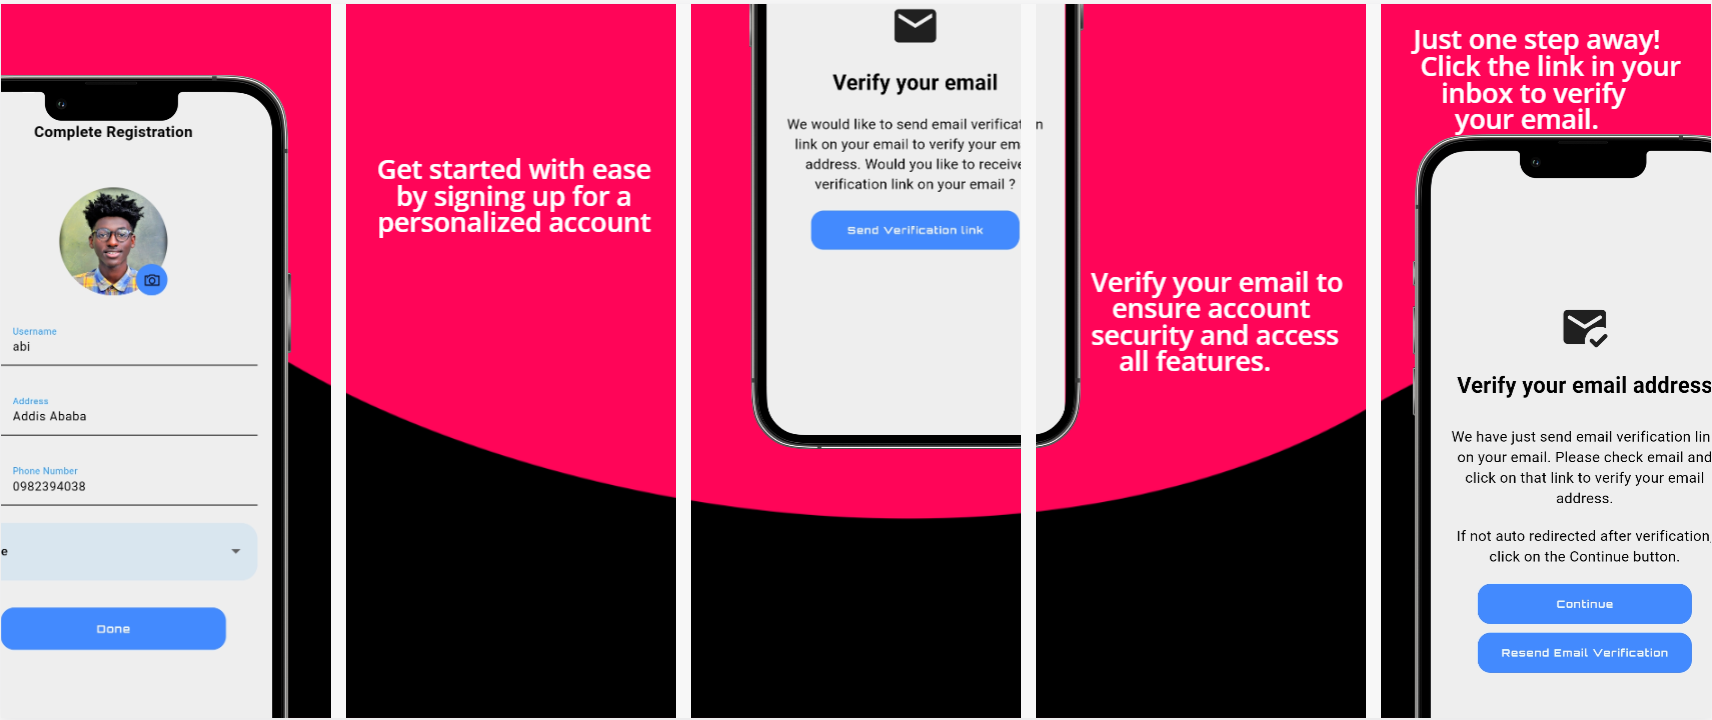 Complete Registration
Username
abi
Address
Addis Ababa
Phone Number
0982394038
e
Done
Get started with ease
by signing up for a
personalized account
Verify your email
We would like to send email verificat n
link on your email to verify your em
address. Would you like to receive
verification link on your email ?
Send Verification link
Verify your email to
ensure account
security and access
all features.
Just one step away!
Click the link in your
inbox to verify
your email.
Verify your email address
We have just send email verification lin
on your email. Please check email and
click on that link to verify your email
address.
If not auto redirected after verification,
click on the Continue button.
Continue
Resend Email Verification